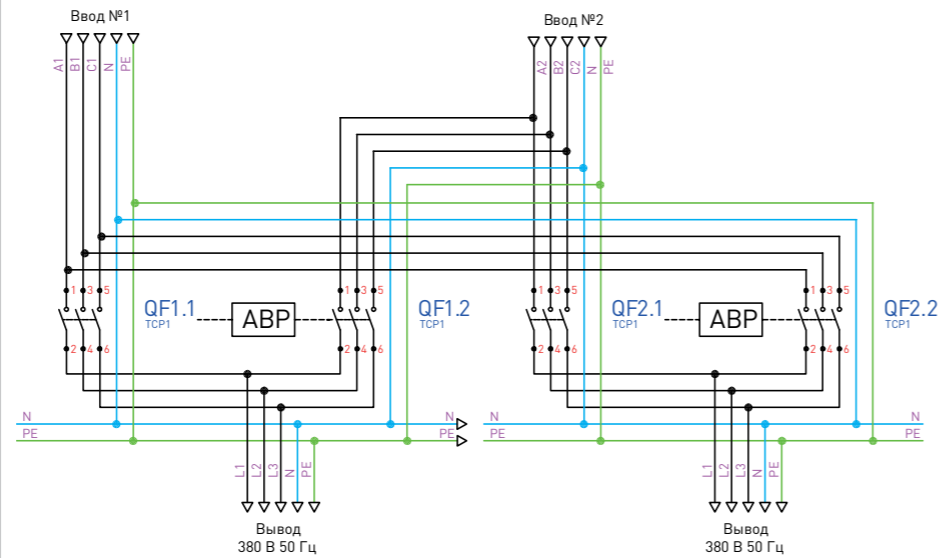 Ввод №1
Ввод №2
A1
B1
C1
N
PE
A2
B2
C2
N
PE
1
3
5
1
3
5
1
3
5
1
3
5
QF1.1
TCP1
АВР
QF1.2
TCP1
QF2.1
TCP1
АВР
QF2.2
TCP1
2
4
6
2
4
6
2
4
6
2
4
6
N
N
N
N
PE
PE
PE
PE
L1
L2
L3
N
PE
L1
L2
L3
N
PE
Вывод
380 В 50 Гц
Вывод
380 В 50 Гц